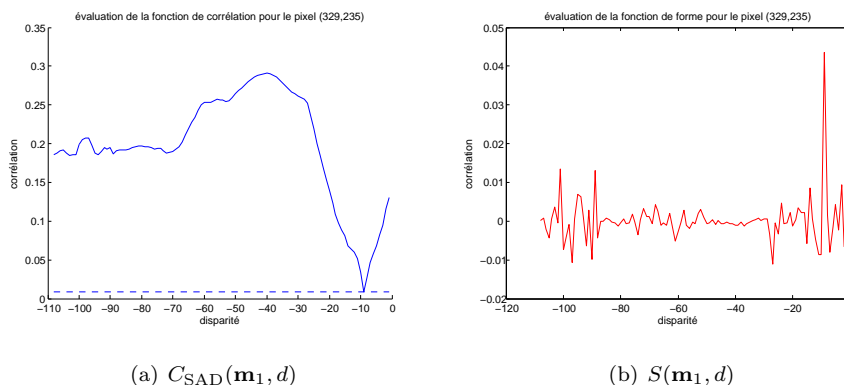 évaluation de la fonction de corrélation pour le pixel (329,235)
corrélation
0.35
0.3
0.25
0.2
0.15
0.1
0.05
0
−110 −100 −90 −80 −70 −60 −50 −40 −30 −20 −10 0
disparité
(a) C_SAD(m₁, d)
évaluation de la fonction de forme pour le pixel (329,235)
corrélation
0.05
0.04
0.03
0.02
0.01
0
−0.01
−0.02
−120 −100 −80 −60 −40 −20
disparité
(b) S(m₁, d)